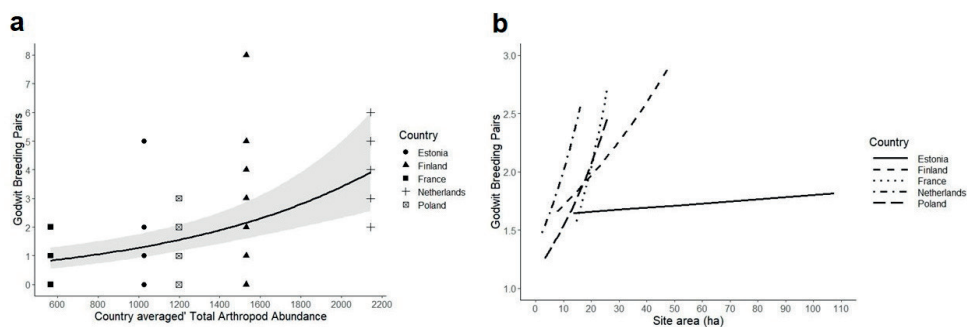 a
Godwit Breeding Pairs
8
7
6
5
4
3
2
1
0
600 800 1000 1200 1400 1600 1800 2000 2200
Country averaged' Total Arthropod Abundance
Country
Estonia
Finland
France
Netherlands
Poland
b
Godwit Breeding Pairs
3.0
2.5
2.0
1.5
1.0
0 10 20 30 40 50 60 70 80 90 100 110
Site area (ha)
Country
Estonia
Finland
France
Netherlands
Poland